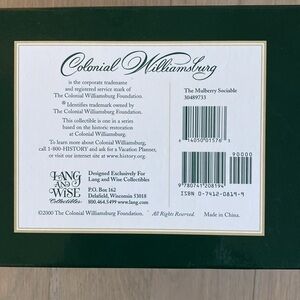 Colonial Williamsburg
is the corporate tradename
and registered service mark of
The Colonial Williamsburg Foundation.
® Identifies trademark owned by
The Colonial Williamsburg Foundation.
This collectible is one in a series
based at the historic restoration
at Colonial Williamsburg.
To learn more about Colonial Williamsburg,
call 1-800-HISTORY and ask for a Vacation Planner,
or visit our internet site at www.history.org.
LANG
AND
WISE
Collectibles
Designed Exclusively For
Lang and Wise Collectibles
P.O. Box 162
Delafield, Wisconsin 53018
800.464.5499 www.lang.com
©2000 The Colonial Williamsburg Foundation.
All Rights Reserved.
Made in China.
The Mulberry Sociable
30489733
90000
9780741208194
ISBN 0-7412-0819-9